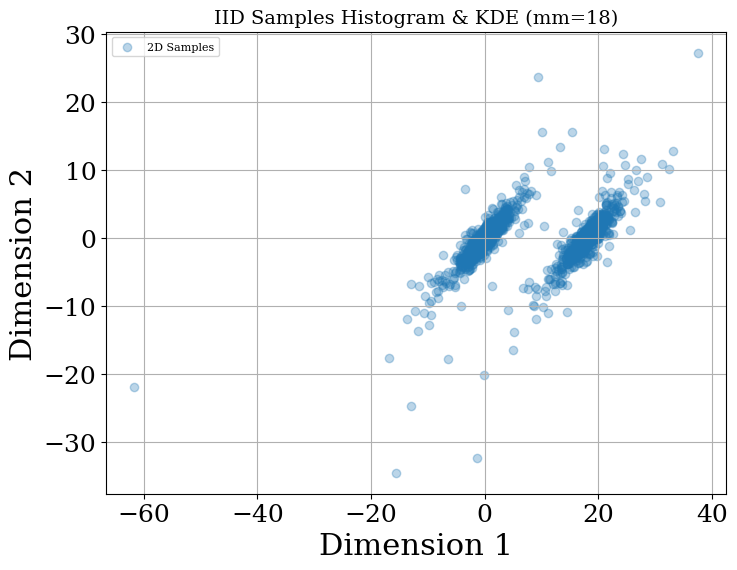 IID Samples Histogram & KDE (mm=18)
2D Samples
30
20
10
0
−10
−20
−30
Dimension 2
−60 −40 −20 0 20 40
Dimension 1